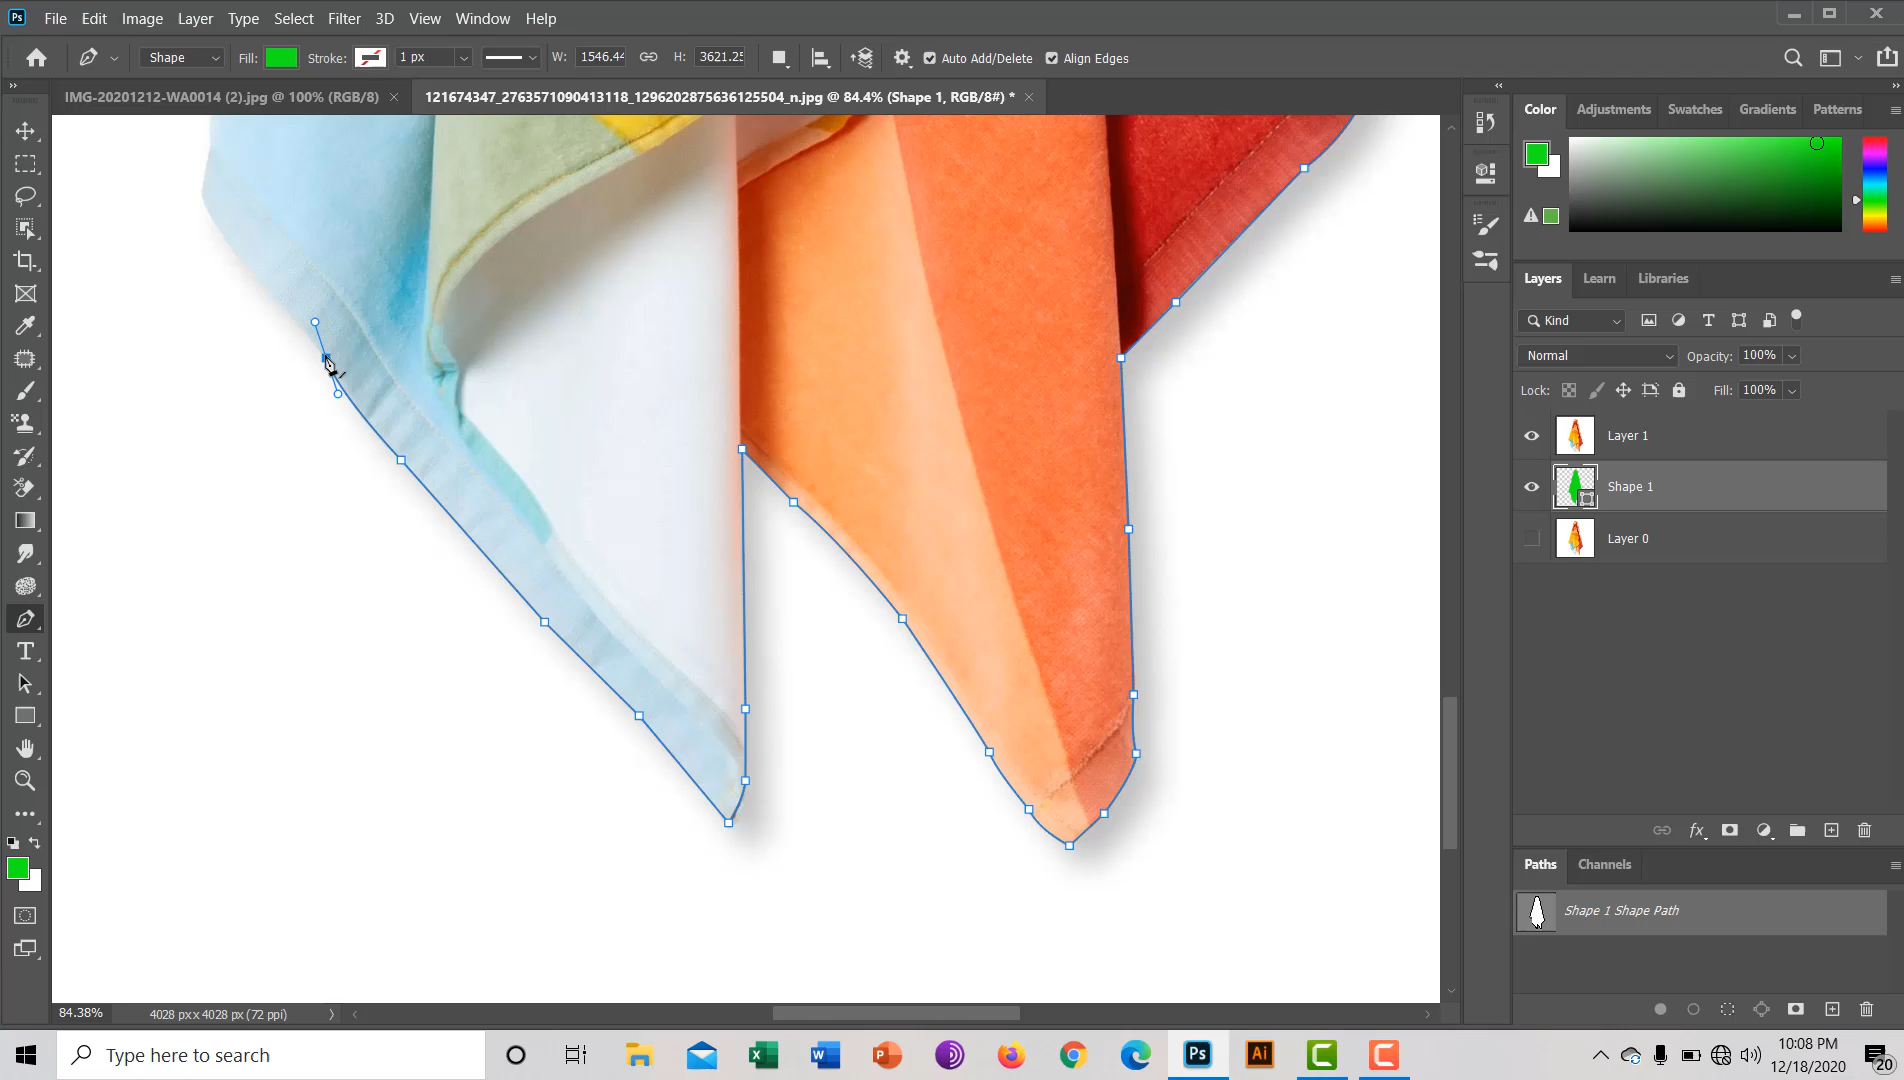 Ps File Edit Image Layer Type Select Filter 3D View Window Help
Shape Fill: Stroke: 1 px W: 1546.44 H: 3621.25 Auto Add/Delete Align Edges
IMG-20201212-WA0014 (2).jpg @ 100% (RGB/8) 121674347_2763571090413118_1296202875636125504_n.jpg @ 84.4% (Shape 1, RGB/8#) *
Color Adjustments Swatches Gradients Patterns
Layers Learn Libraries
Kind
Normal Opacity: 100%
Lock: Fill: 100%
Layer 1
Shape 1
Layer 0
fx
Paths Channels
Shape 1 Shape Path
84.38% 4028 px x 4028 px (72 ppi)
Type here to search
Ps Ai
10:08 PM
12/18/2020
20